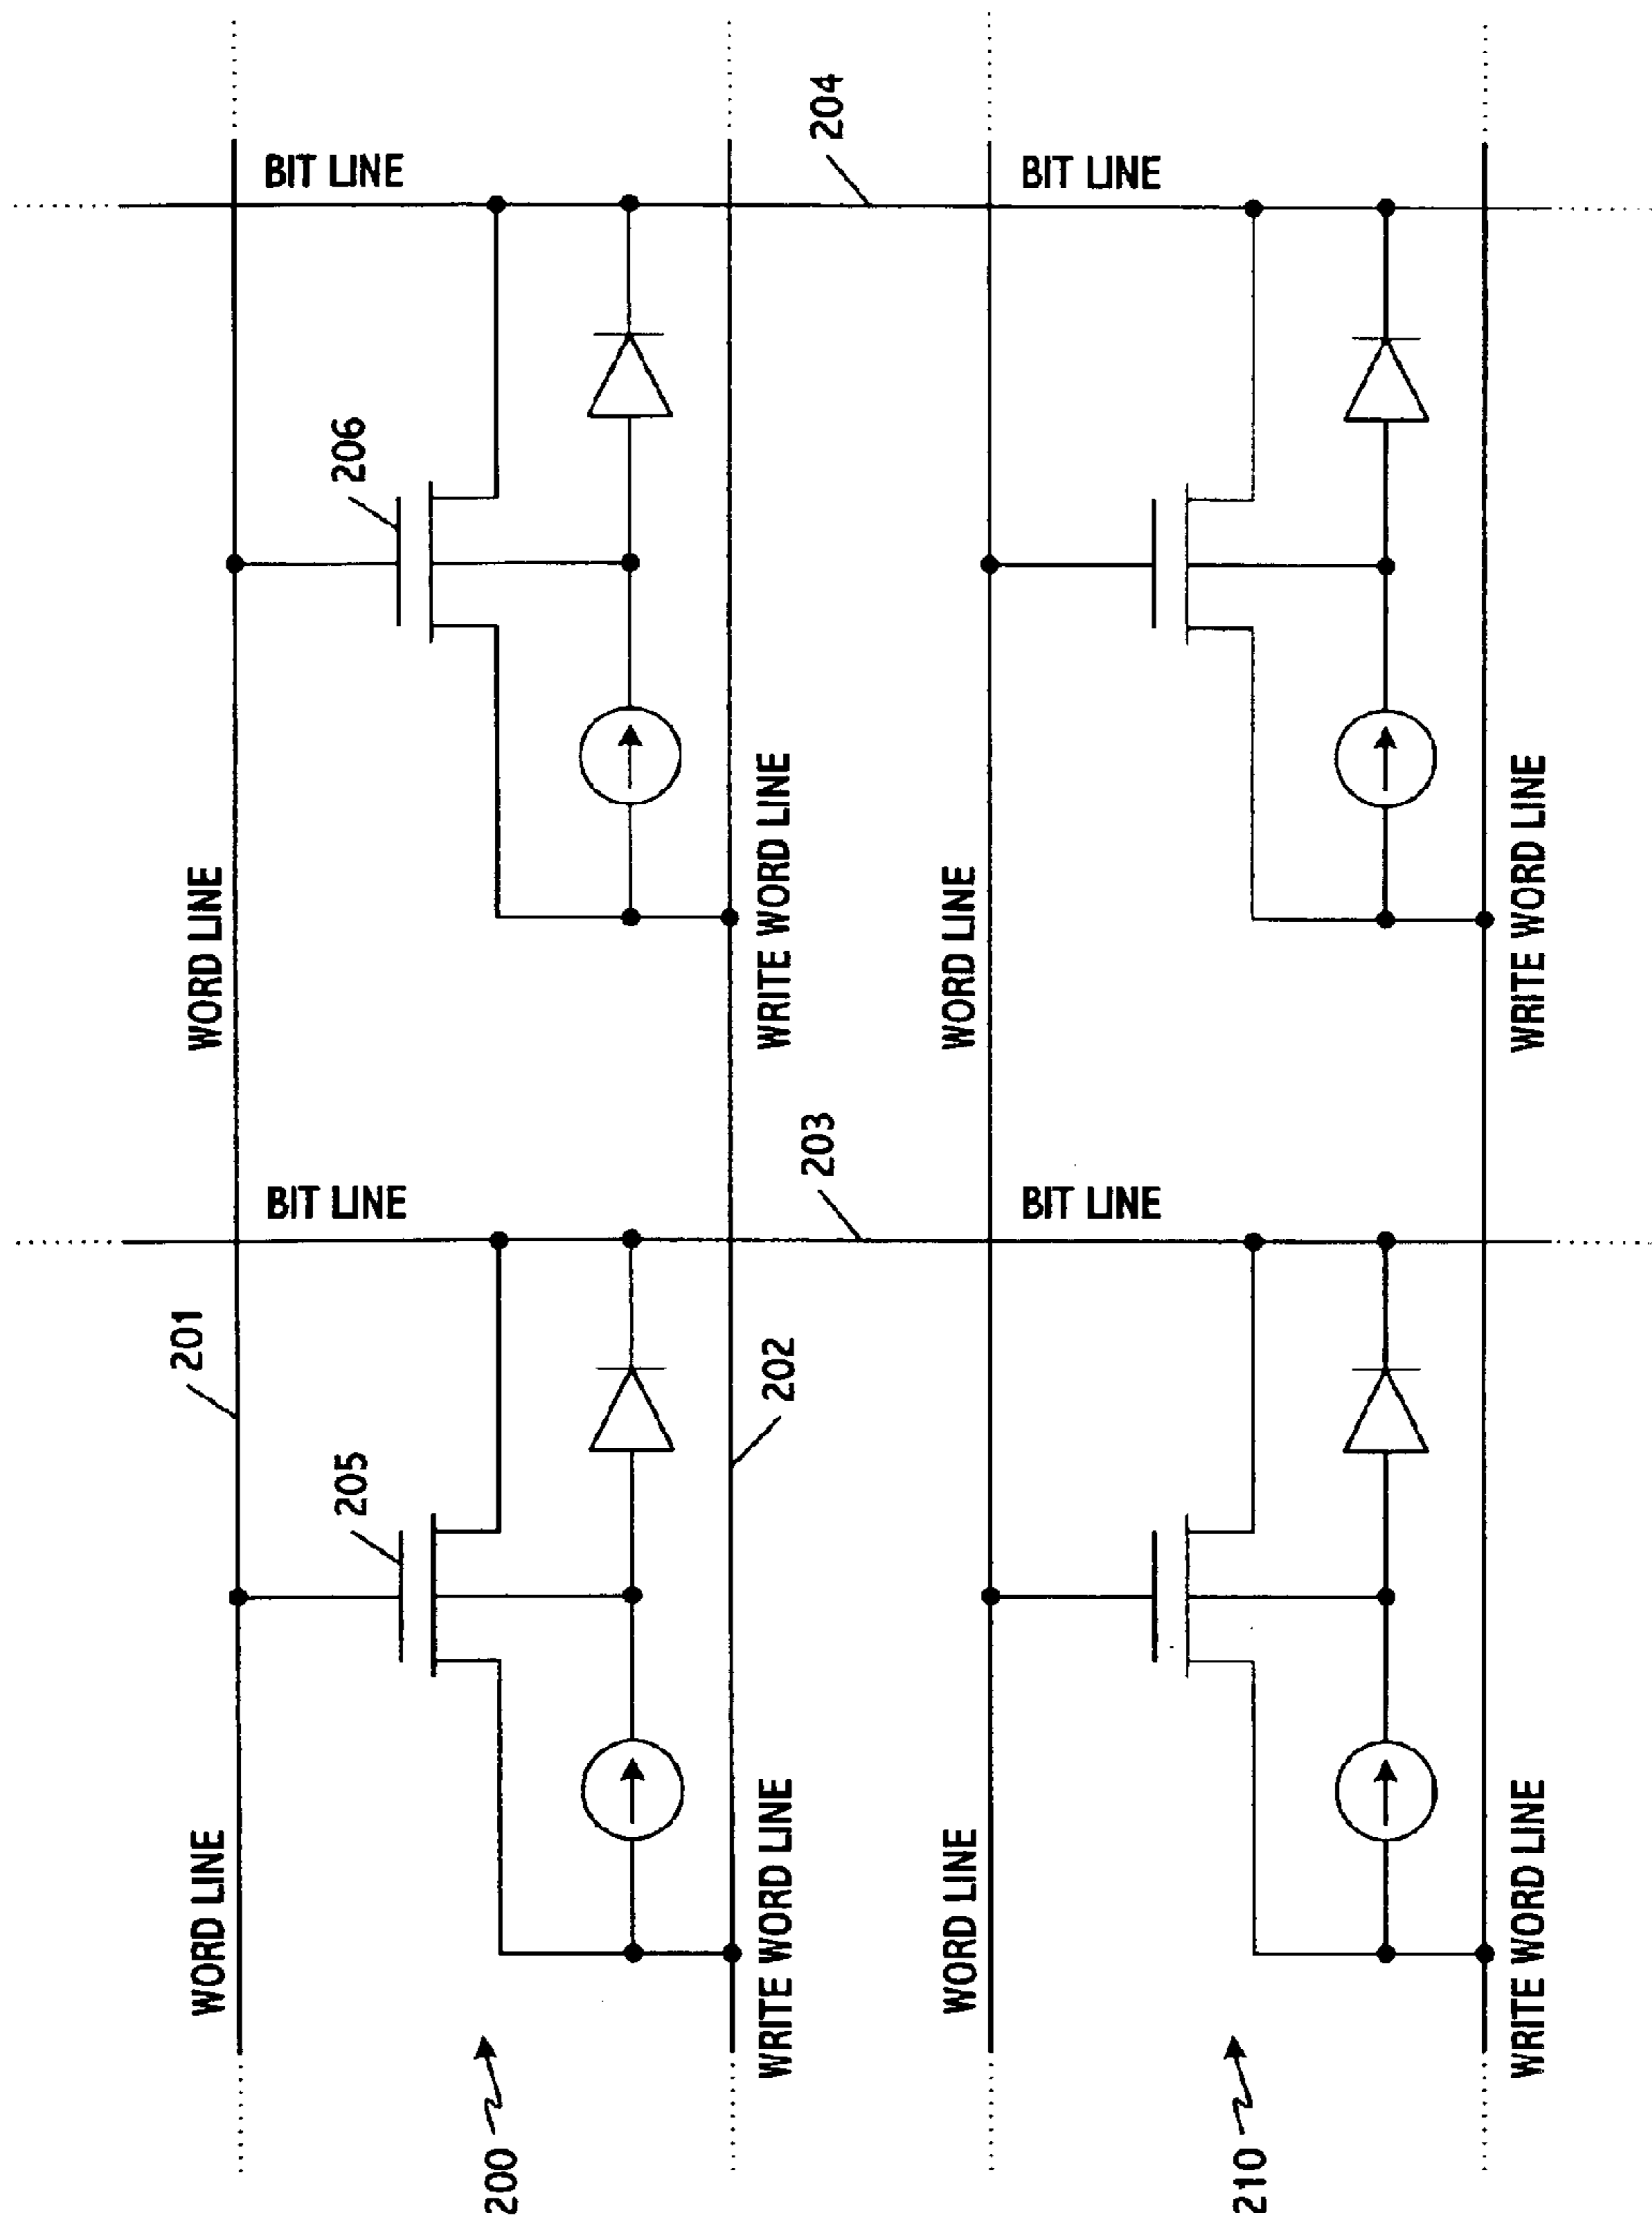 201
WORD LINE
WORD LINE
BIT LINE
BIT LINE
205
206
200
WRITE WORD LINE
202
WRITE WORD LINE
203
204
WORD LINE
WORD LINE
BIT LINE
BIT LINE
210
WRITE WORD LINE
WRITE WORD LINE